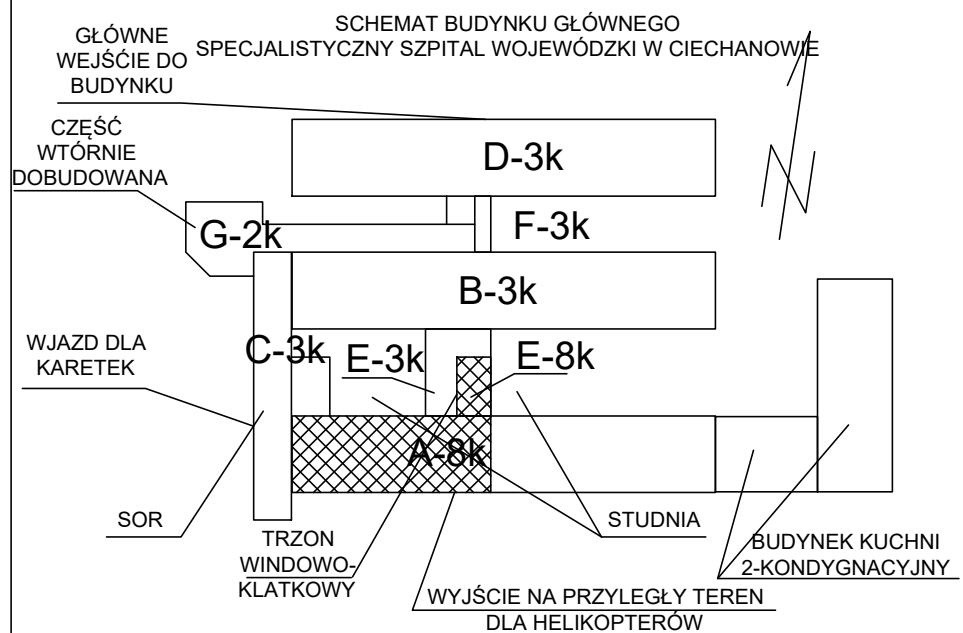 SCHEMAT BUDYNKU GŁÓWNEGO
SPECJALISTYCZNY SZPITAL WOJEWÓDZKI W CIECHANOWIE
GŁÓWNE
WEJŚĆIE DO
BUDYNKU
CZĘŚĆ
WTÓRNIE
DOBUDOWANA
D-3k
G-2k
F-3k
B-3k
WJAZD DLA
KARETEK
C-3k
E-3k
E-8k
A-8k
SOR
TRZON
WINDOWO-
KLATKOWY
STUDNIA
BUDYNEK KUCHNI
2-KONDYGNACYJNY
WYJŚCIE NA PRZYLEGŁY TEREN
DLA HELIKOPTERÓW